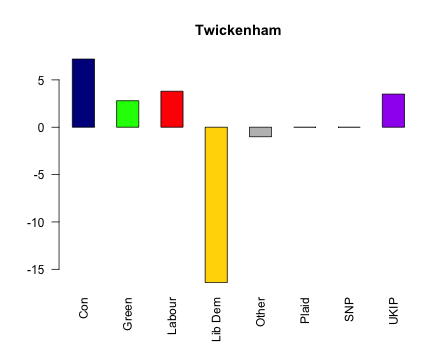 Twickenham
5
0
-5
-10
-15
Con
Green
Labour
Lib Dem
Other
Plaid
SNP
UKIP